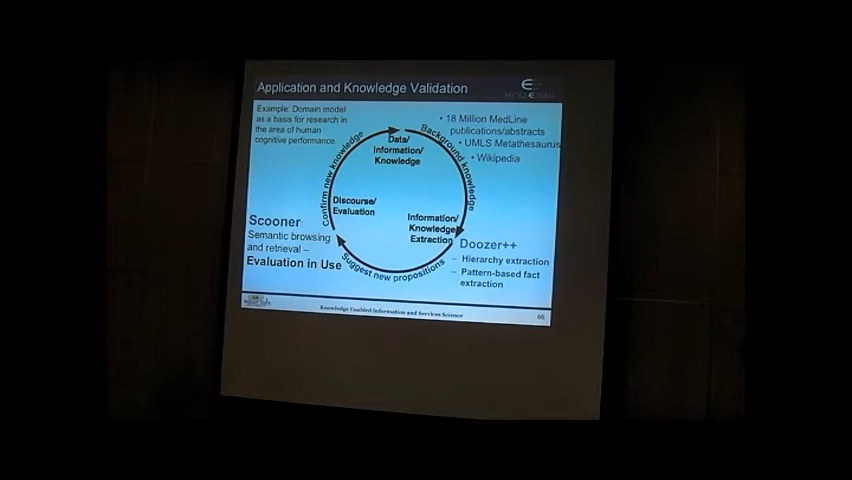 Application and Knowledge Validation
Example: Domain model
as a basis for research in
the area of human
cognitive performance.
• 18 Million MedLine
publications/abstracts
• UMLS Metathesaurus
• Wikipedia
Background knowledge
Confirm new knowledge
Data/
Information/
Knowledge
Discourse/
Evaluation
Information/
Knowledge
Extraction
Suggest new propositions
Scooner:
Semantic browsing
and retrieval –
Evaluation in Use
Doozer++
– Hierarchy extraction
– Pattern-based fact
extraction
Knowledge Enabled Information and Services Science
66